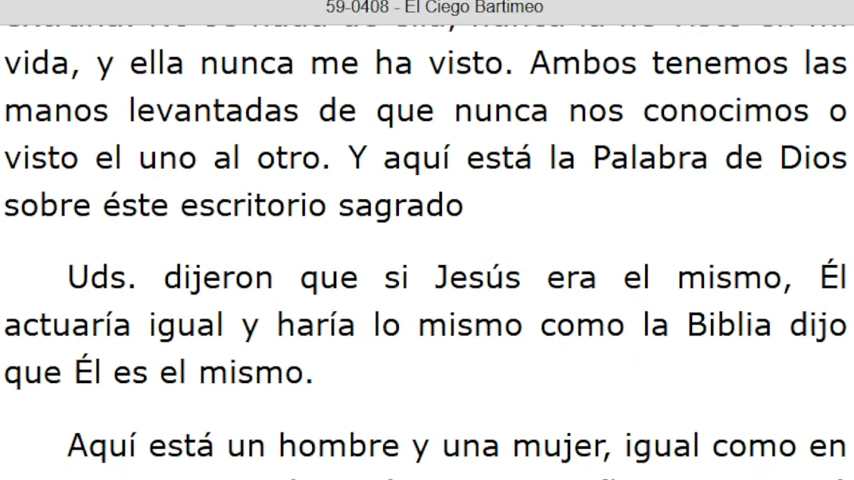 59-0408 - El Ciego Bartimeo
vida, y ella nunca me ha visto. Ambos tenemos las
manos levantadas de que nunca nos conocimos o
visto el uno al otro. Y aquí está la Palabra de Dios
sobre éste escritorio sagrado
Uds. dijeron que si Jesús era el mismo, Él
actuaría igual y haría lo mismo como la Biblia dijo
que Él es el mismo.
Aquí está un hombre y una mujer, igual como en